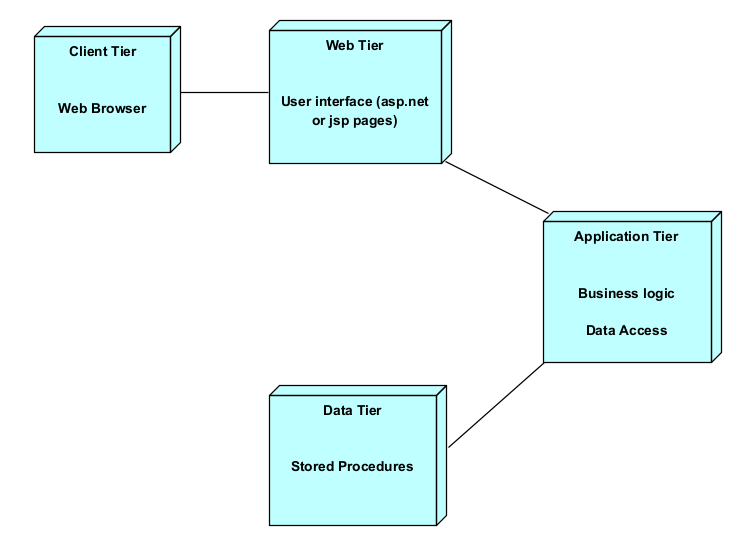 Client Tier
Web Browser
Web Tier
User interface (asp.net
or jsp pages)
Application Tier
Business logic
Data Access
Data Tier
Stored Procedures